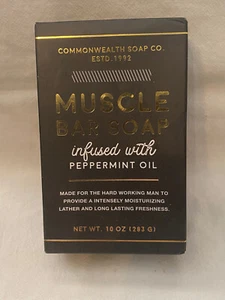 COMMONWEALTH SOAP CO.
ESTD.1992
MUSCLE
BAR SOAP
infused with
PEPPERMINT OIL
MADE FOR THE HARD WORKING MAN TO
PROVIDE A INTENSELY MOISTURIZING
LATHER AND LONG LASTING FRESHNESS.
NET WT. 10 OZ (283 G)